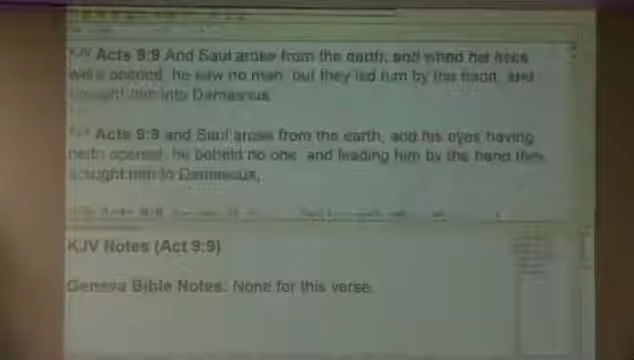 KJV Acts 9:9 And Saul arose from the earth, and when his eyes
were opened, he saw no man: but they led him by the hand, and
brought him into Damascus
Acts 9:8 and Saul arose from the earth, and his eyes having
been opened, he beheld no one, and leading him by the hand they
brought him to Damascus,
KJV Notes (Act 9:9)
Geneva Bible Notes: None for this verse.